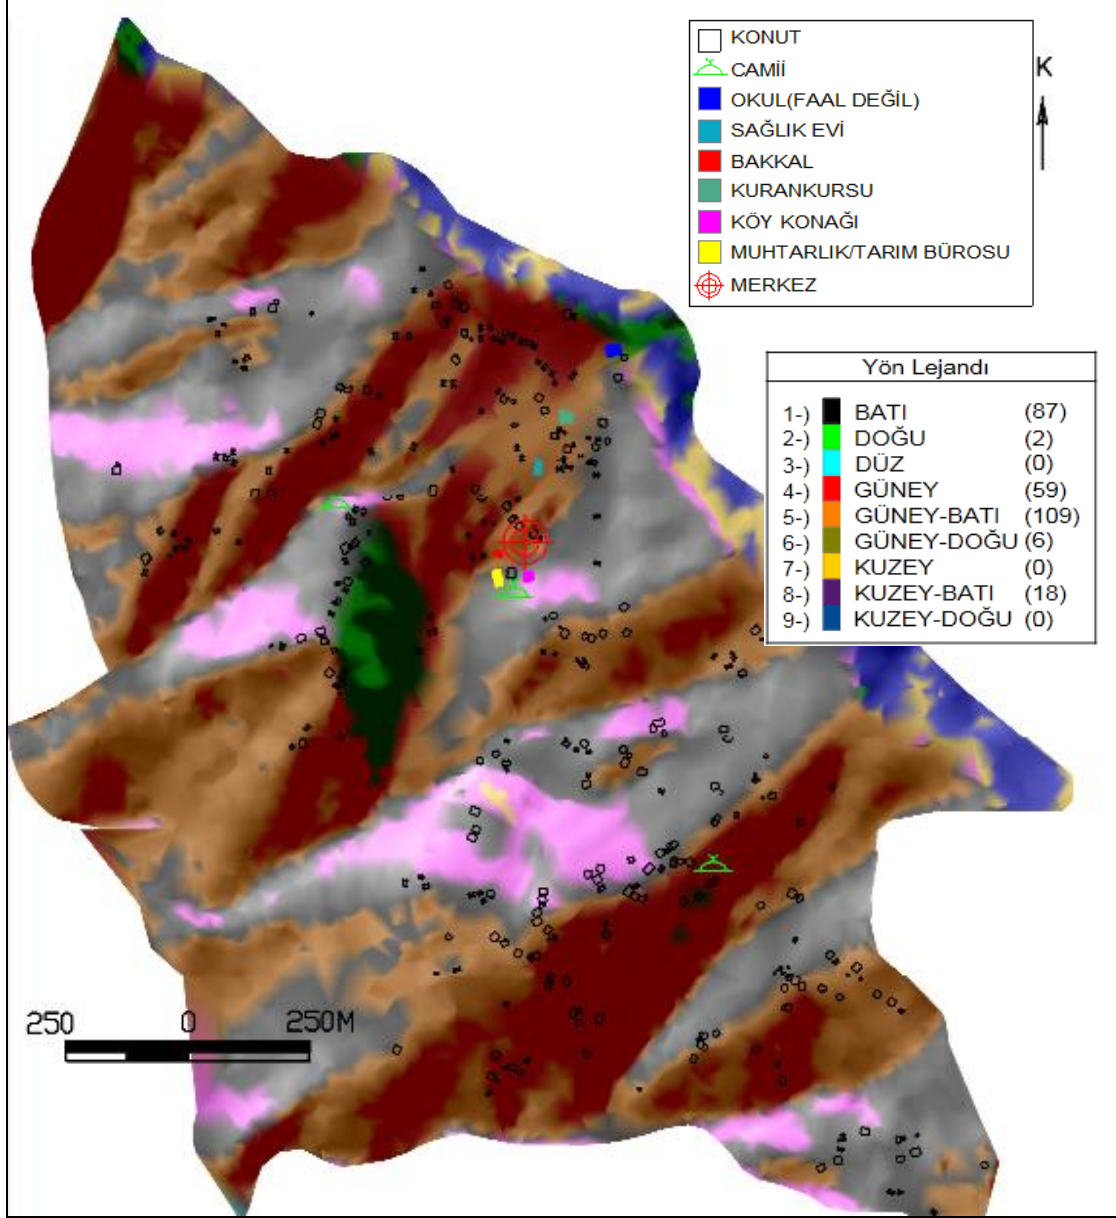 KONUT
CAMİİ
OKUL(FAAL DEĞİL)
SAĞLIK EVİ
BAKKAL
KURANKURSU
KÖY KONAĞI
MUHTARLIK/TARIM BÜROSU
MERKEZ
K
Yön Lejandı
1-) BATI (87)
2-) DOĞU (2)
3-) DÜZ (0)
4-) GÜNEY (59)
5-) GÜNEY-BATI (109)
6-) GÜNEY-DOĞU (6)
7-) KUZEY (0)
8-) KUZEY-BATI (18)
9-) KUZEY-DOĞU (0)
250 0 250M